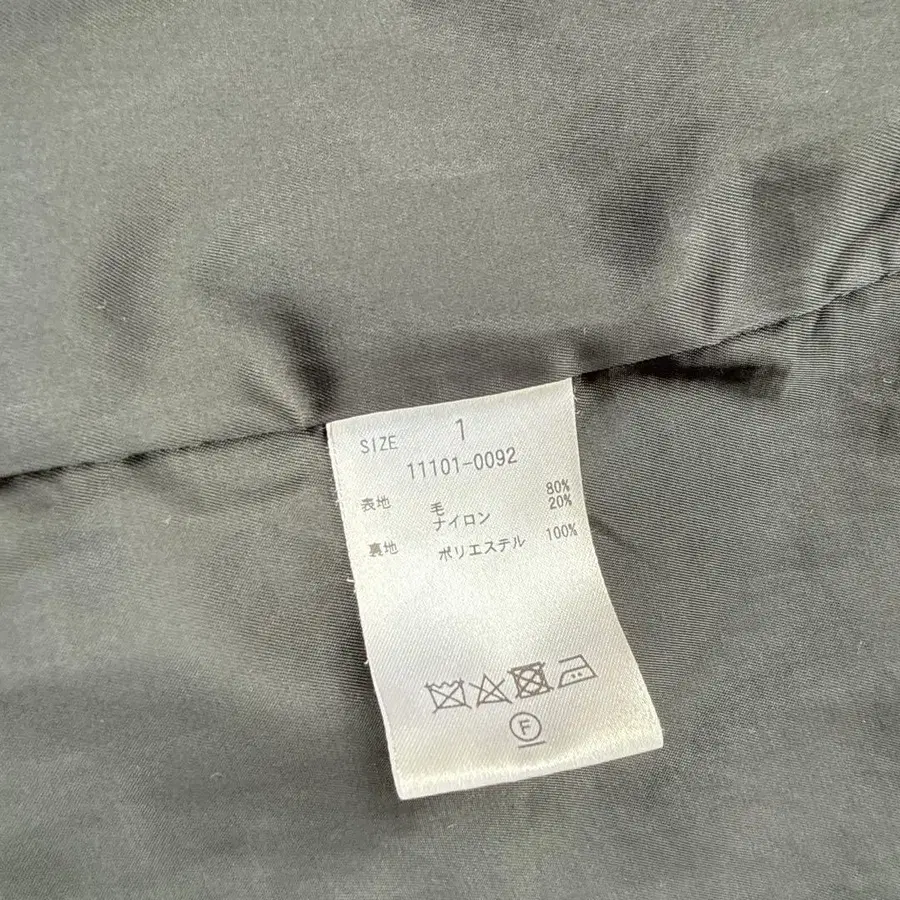 SIZE 1
11101-0092
表地 毛 80%
ナイロン 20%
裏地 ポリエステル 100%
F